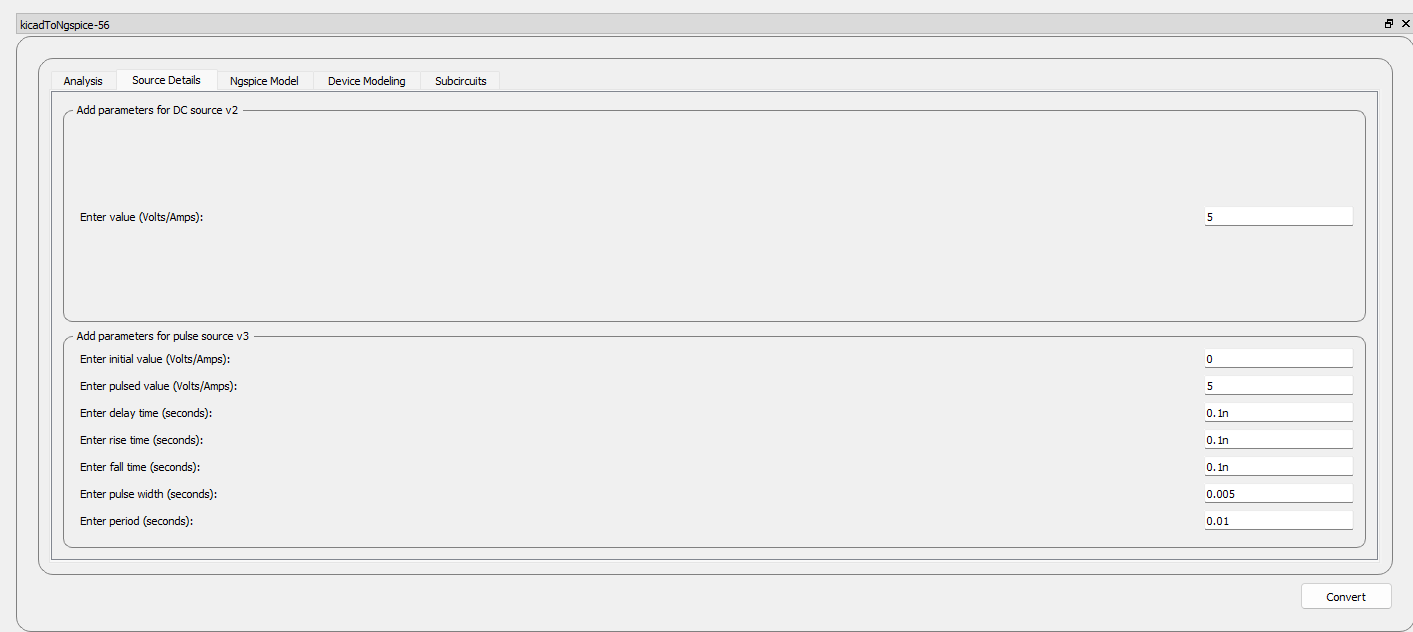 kicadToNgspice-56
Analysis Source Details Ngspice Model Device Modeling Subcircuits
Add parameters for DC source v2
Enter value (Volts/Amps): 5
Add parameters for pulse source v3
Enter initial value (Volts/Amps): 0
Enter pulsed value (Volts/Amps): 5
Enter delay time (seconds): 0.1n
Enter rise time (seconds): 0.1n
Enter fall time (seconds): 0.1n
Enter pulse width (seconds): 0.005
Enter period (seconds): 0.01
Convert